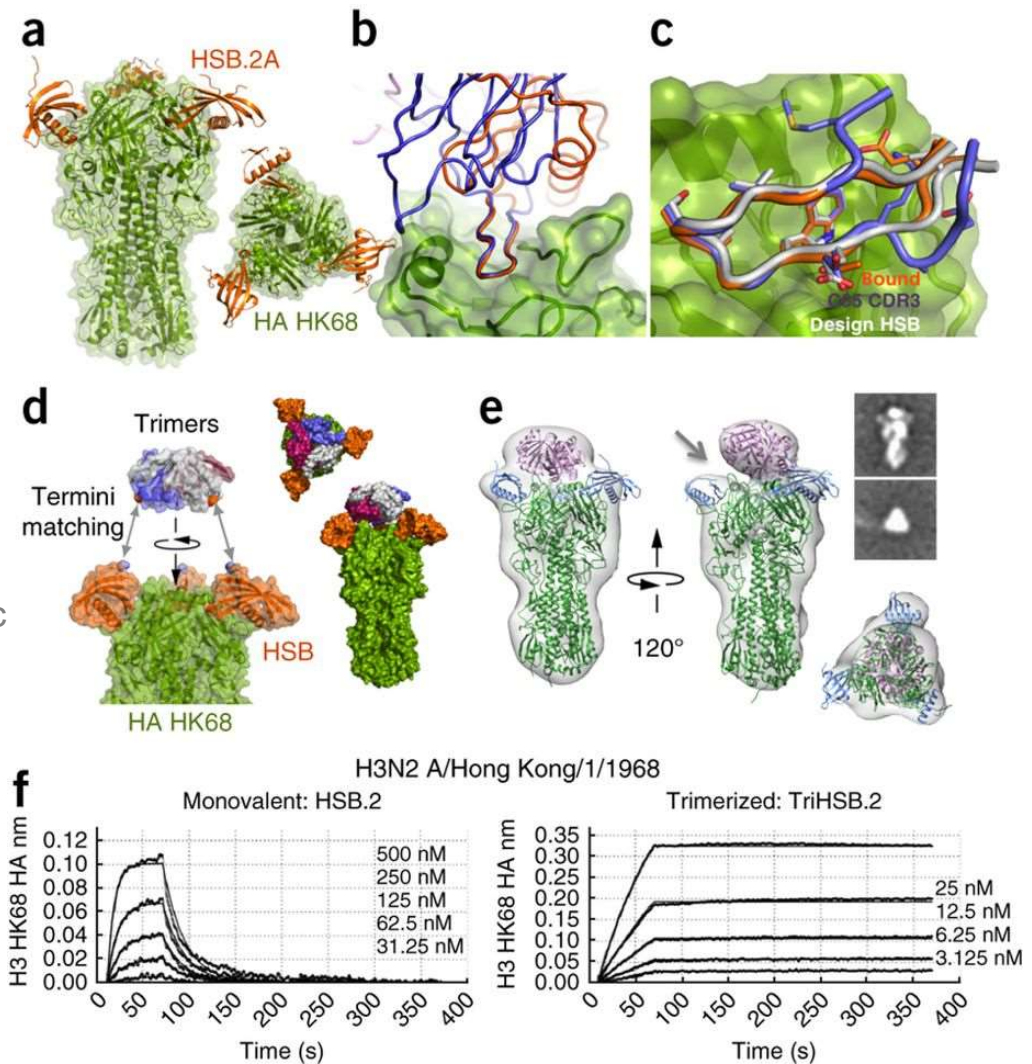 a
HSB.2A
HA HK68
b
c
Bound
C05 CDR3
Design HSB
d
Trimers
Termini
matching
HSB
HA HK68
c
e
120°
H3N2 A/Hong Kong/1/1968
f
Monovalent: HSB.2
H3 HK68 HA nm
0.12
0.10
0.08
0.06
0.04
0.02
0.00
500 nM
250 nM
125 nM
62.5 nM
31.25 nM
0 50 100 150 200 250 300 350 400
Time (s)
Trimerized: TriHSB.2
H3 HK68 HA nm
0.35
0.30
0.25
0.20
0.15
0.10
0.05
0.00
25 nM
12.5 nM
6.25 nM
3.125 nM
0 50 100 150 200 250 300 350 400
Time (s)